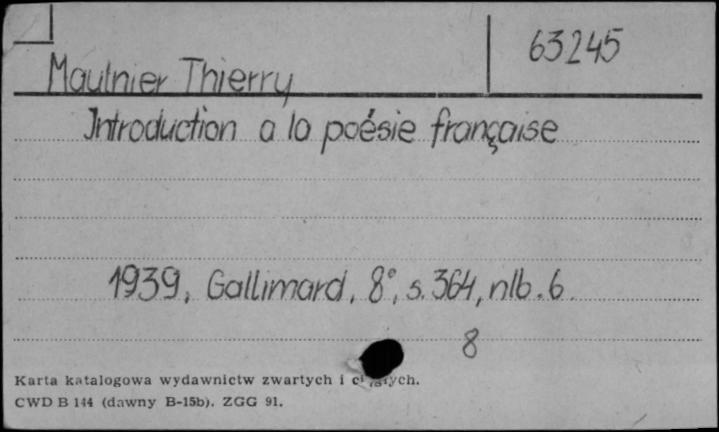 63245
Maulnier Thierry
Introduction a la poésie française
1939, Gallimard, 8°, s. 364, nlb. 6.
8
Karta katalogowa wydawnictw zwartych i
CWD B 144 (dawny B-15b). ZGG 91.